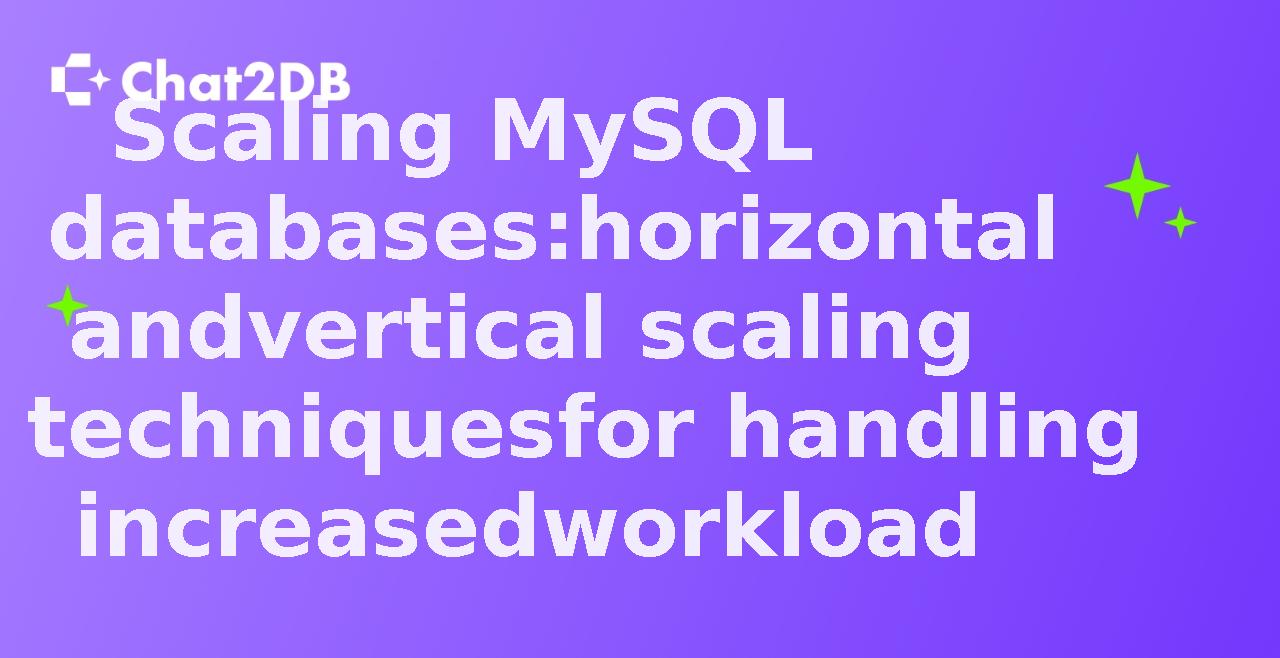 Chat2DB
Scaling MySQL
databases:horizontal
andvertical scaling
techniquesfor handling
increasedworkload